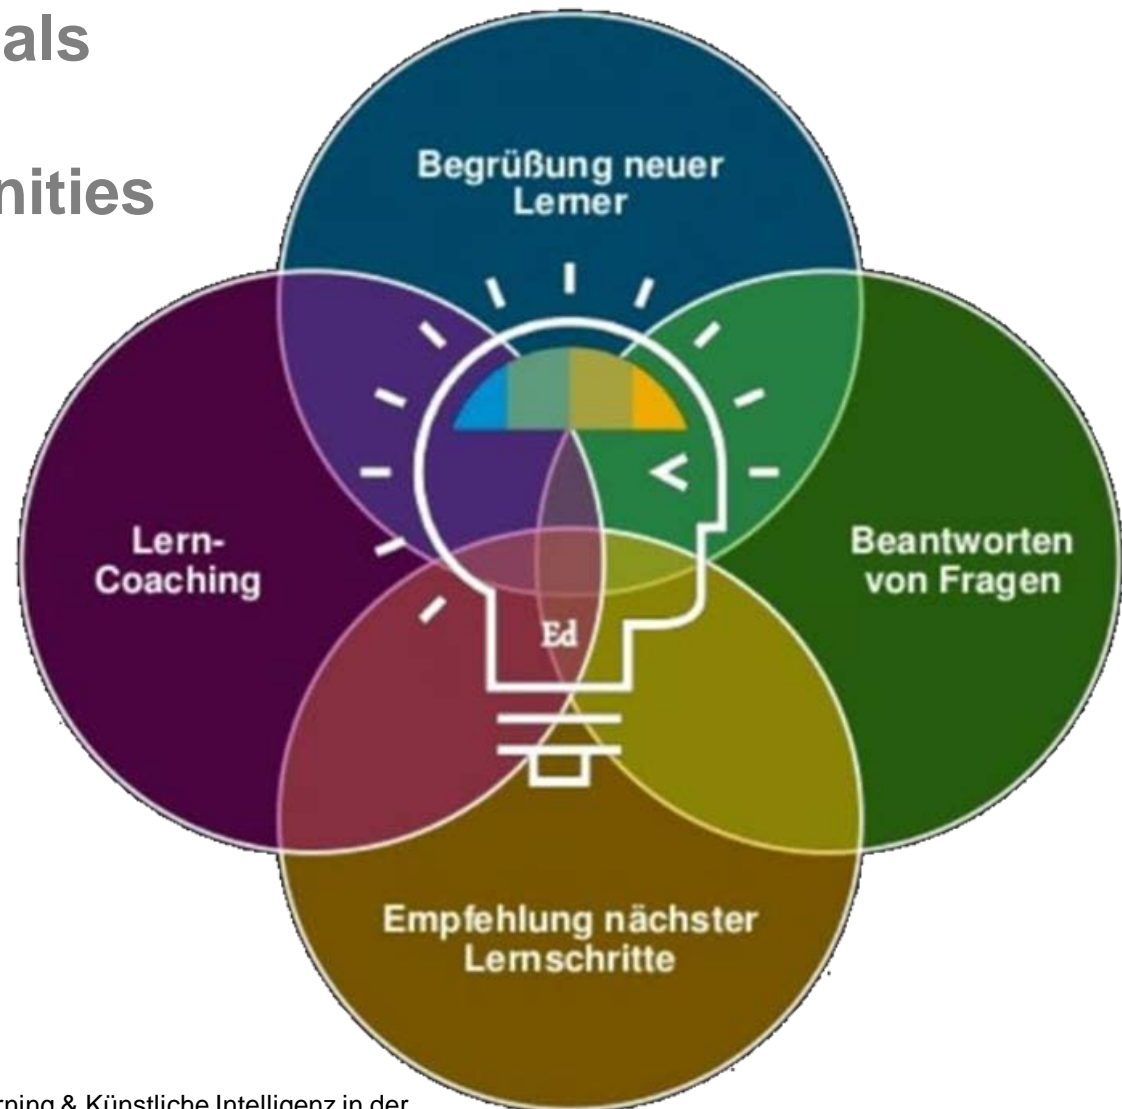 als
nities
Begrüßung neuer
Lerner
Lern-
Coaching
Beantworten
von Fragen
Ed
Empfehlung nächster
Lernschritte
rning & Künstliche Intelligenz in der